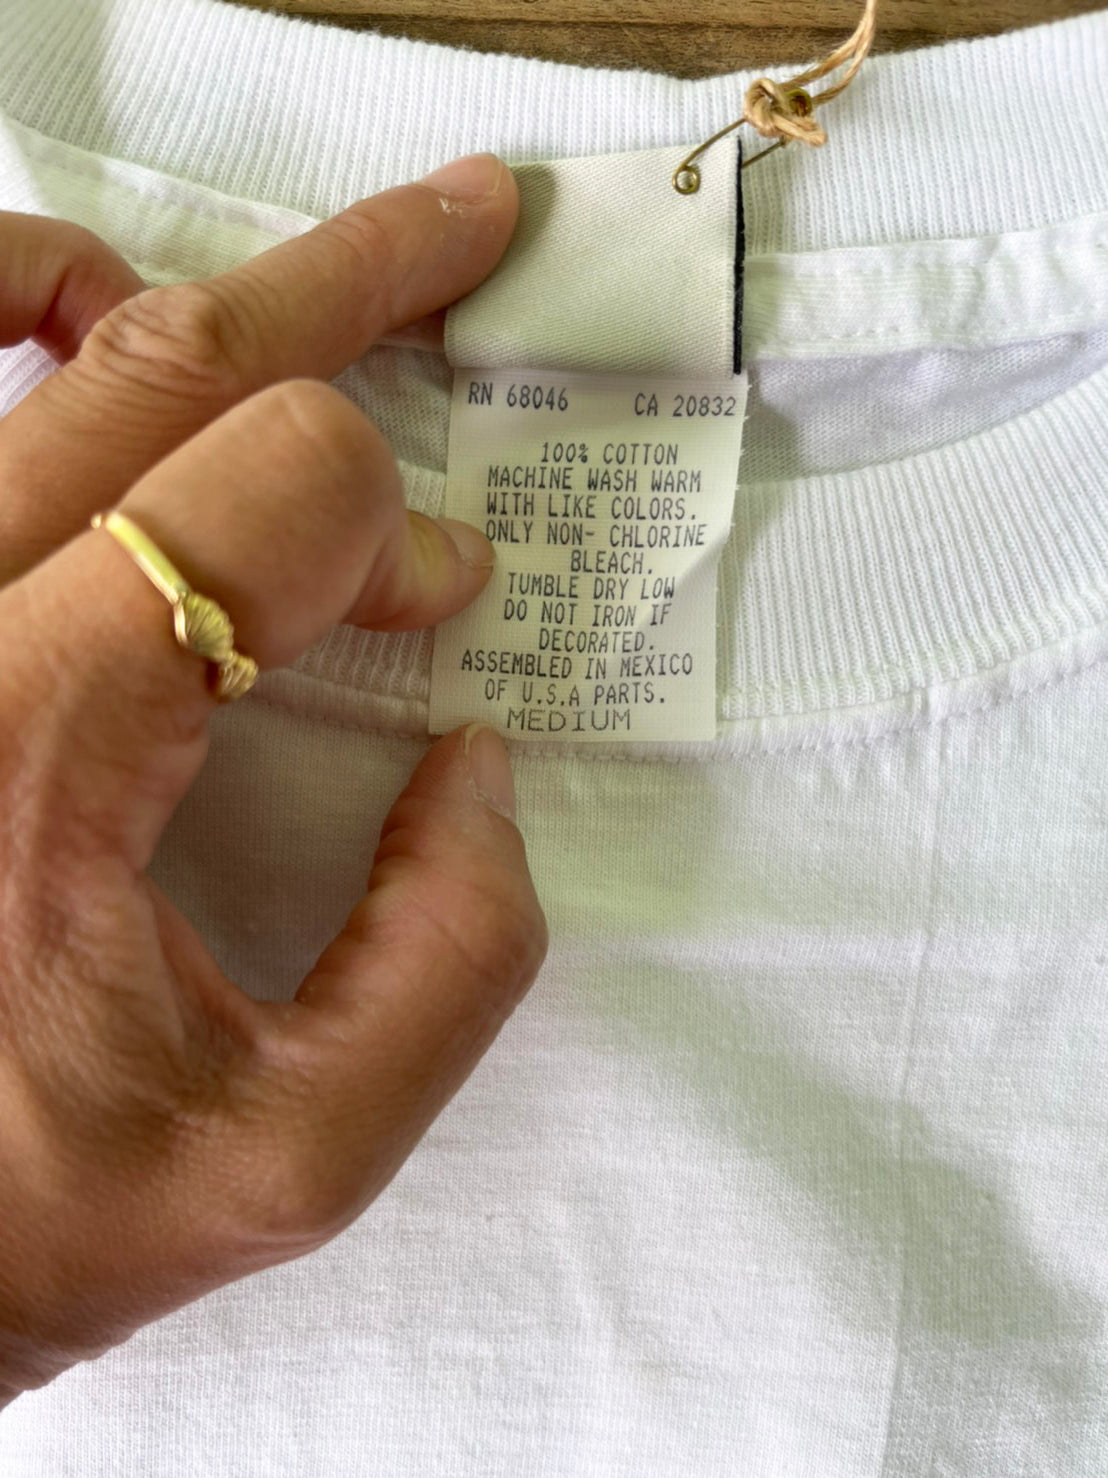 RN 68046 CA 20832
100% COTTON
MACHINE WASH WARM
WITH LIKE COLORS.
ONLY NON- CHLORINE
BLEACH.
TUMBLE DRY LOW
DO NOT IRON IF
DECORATED.
ASSEMBLED IN MEXICO
OF U.S.A PARTS.
MEDIUM